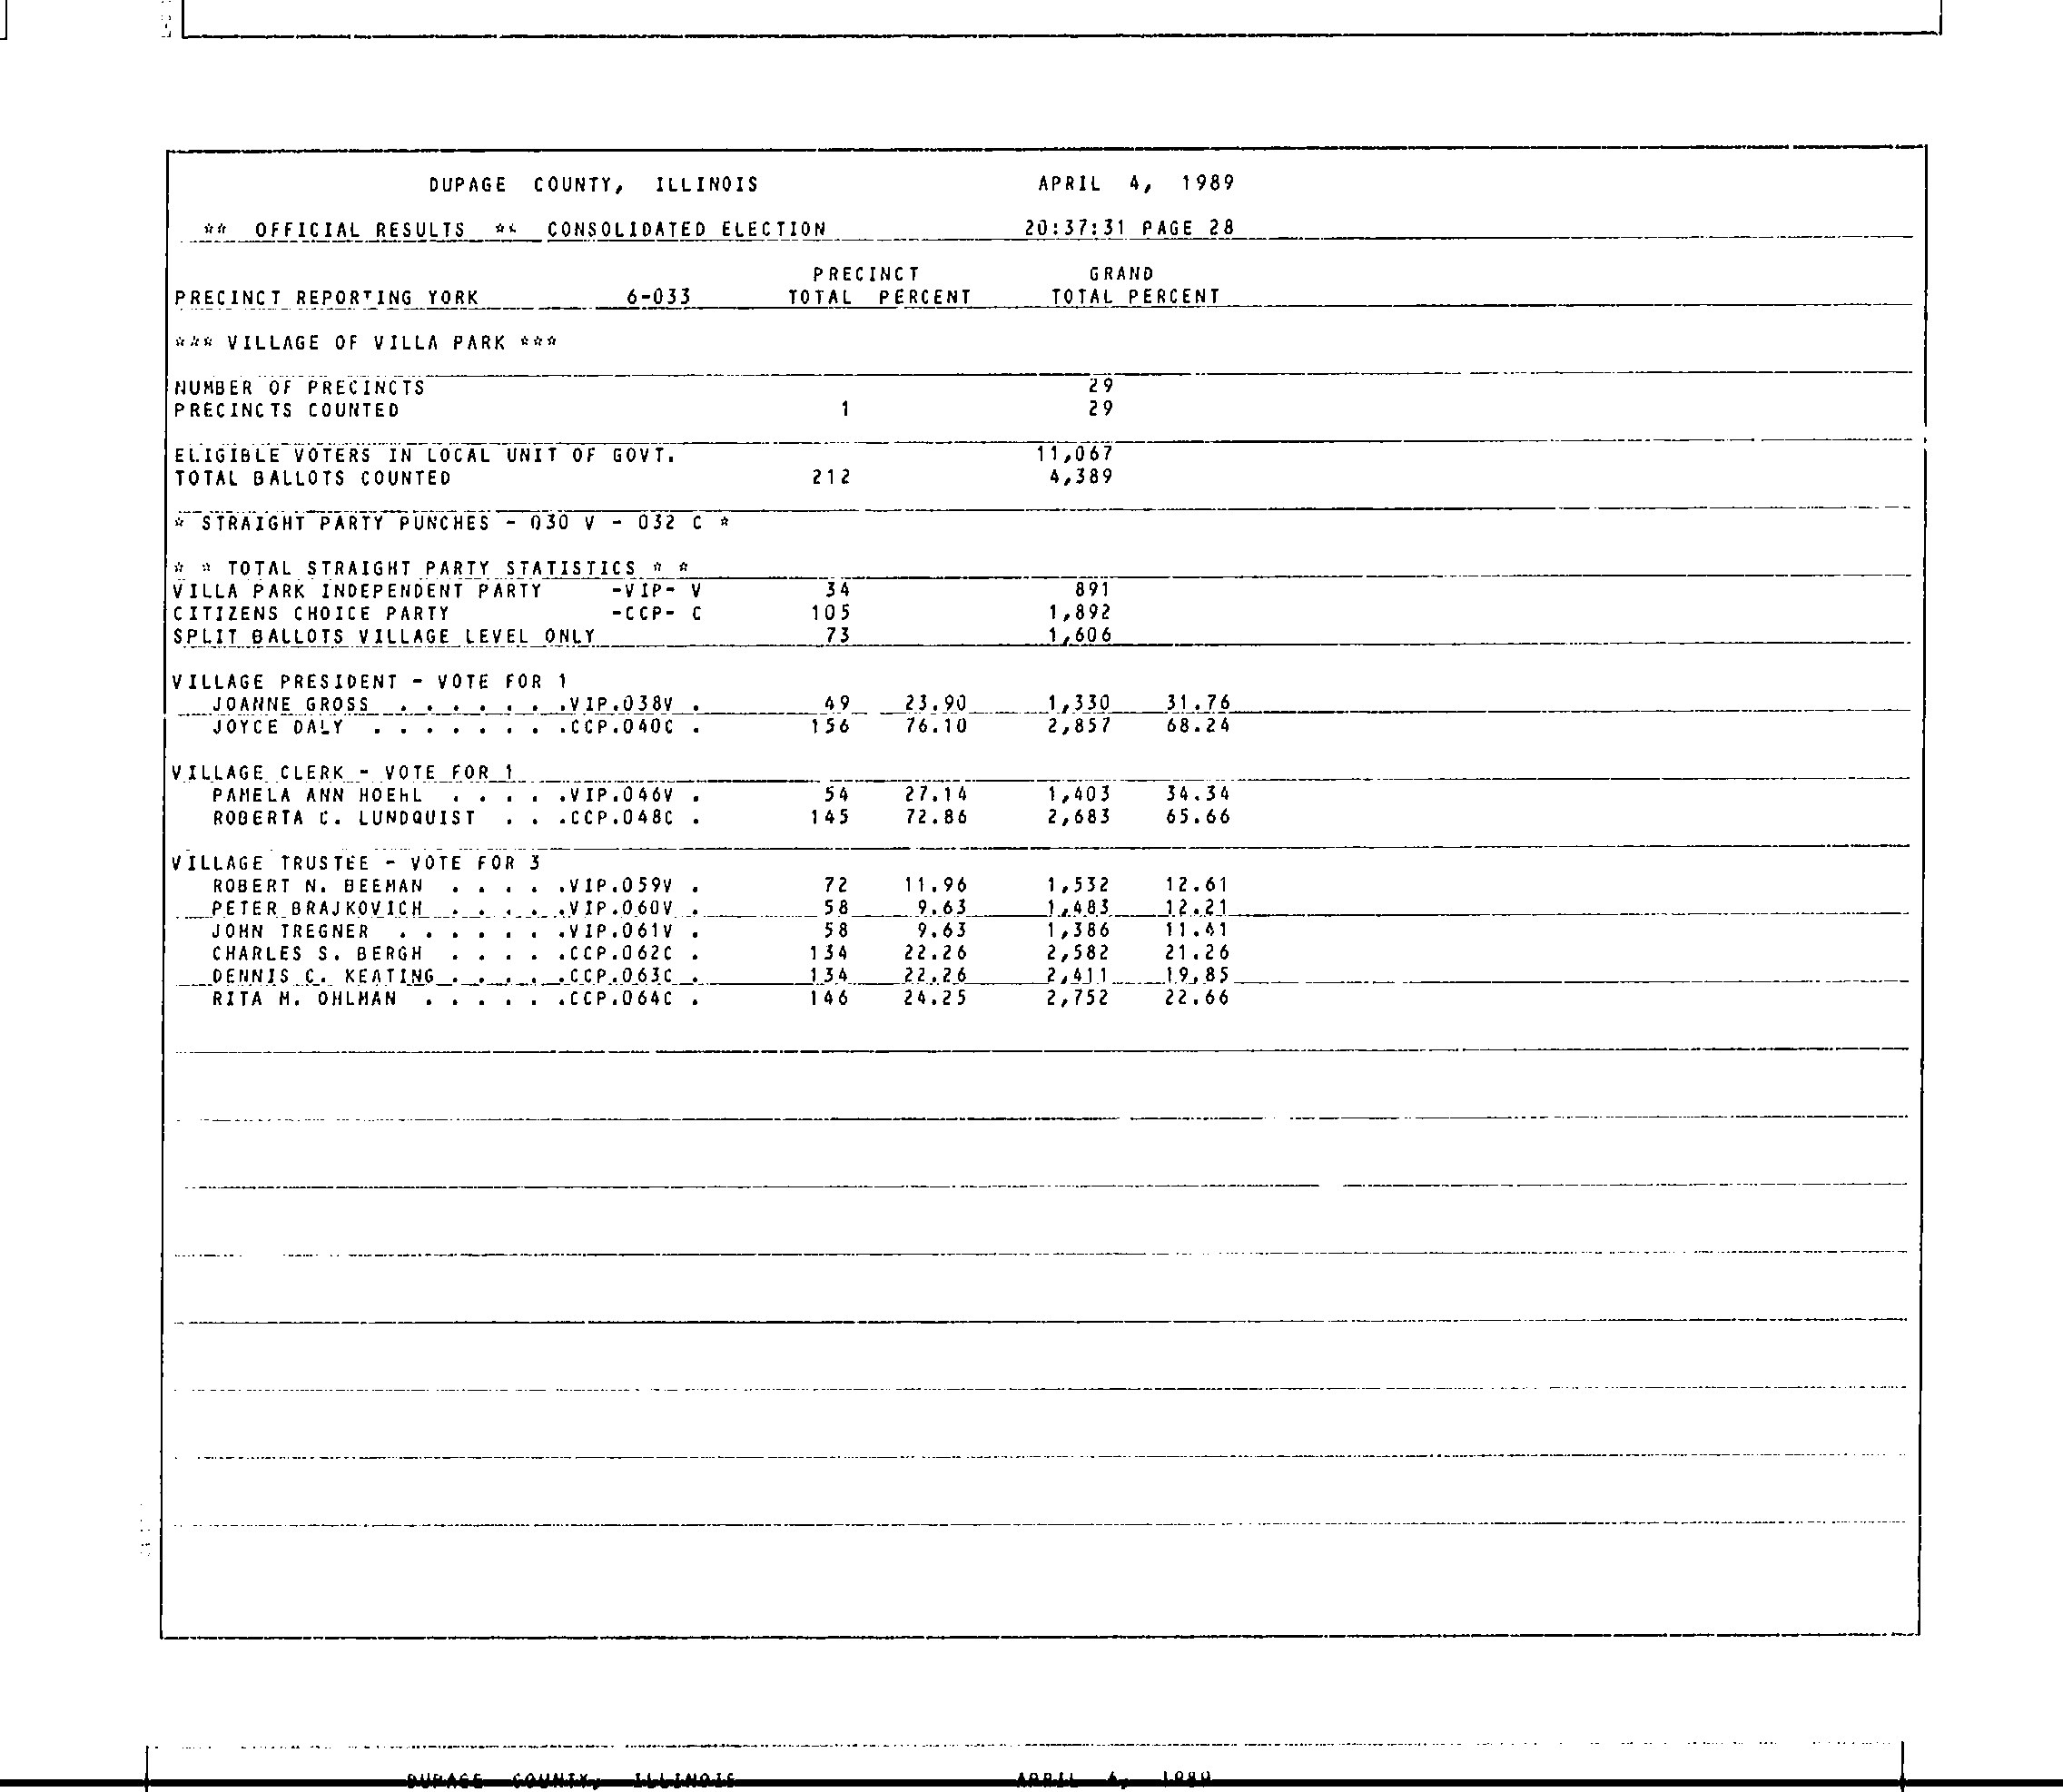 DUPAGE COUNTY, ILLINOIS APRIL 4, 1989
** OFFICIAL RESULTS ** CONSOLIDATED ELECTION 20:37:31 PAGE 28
PRECINCT GRAND
PRECINCT REPORTING YORK 6-033 TOTAL PERCENT TOTAL PERCENT
*** VILLAGE OF VILLA PARK ***
NUMBER OF PRECINCTS 29
PRECINCTS COUNTED 1 29
ELIGIBLE VOTERS IN LOCAL UNIT OF GOVT. 11,067
TOTAL BALLOTS COUNTED 212 4,389
* STRAIGHT PARTY PUNCHES - 030 V - 032 C *
* * TOTAL STRAIGHT PARTY STATISTICS * *
VILLA PARK INDEPENDENT PARTY -VIP- V 34 891
CITIZENS CHOICE PARTY -CCP- C 105 1,892
SPLIT BALLOTS VILLAGE LEVEL ONLY 73 1,606
VILLAGE PRESIDENT - VOTE FOR 1
JOANNE GROSS . . . . . . .VIP.038V . 49 23.90 1,330 31.76
JOYCE DALY . . . . . . . .CCP.040C . 156 76.10 2,857 68.24
VILLAGE CLERK - VOTE FOR 1
PAMELA ANN HOEHL . . . . .VIP.046V . 54 27.14 1,403 34.34
ROBERTA C. LUNDQUIST . . .CCP.048C . 145 72.86 2,683 65.66
VILLAGE TRUSTEE - VOTE FOR 3
ROBERT N. BEEMAN . . . . .VIP.059V . 72 11.96 1,532 12.61
PETER BRAJKOVICH . . . . .VIP.060V . 58 9.63 1,483 12.21
JOHN TREGNER . . . . . . .VIP.061V . 58 9.63 1,386 11.41
CHARLES S. BERGH . . . . .CCP.062C . 134 22.26 2,582 21.26
DENNIS C. KEATING . . . . .CCP.063C . 134 22.26 2,411 19.85
RITA M. OHLMAN . . . . . .CCP.064C . 146 24.25 2,752 22.66
DUPAGE COUNTY, ILLINOIS APRIL 4, 1989